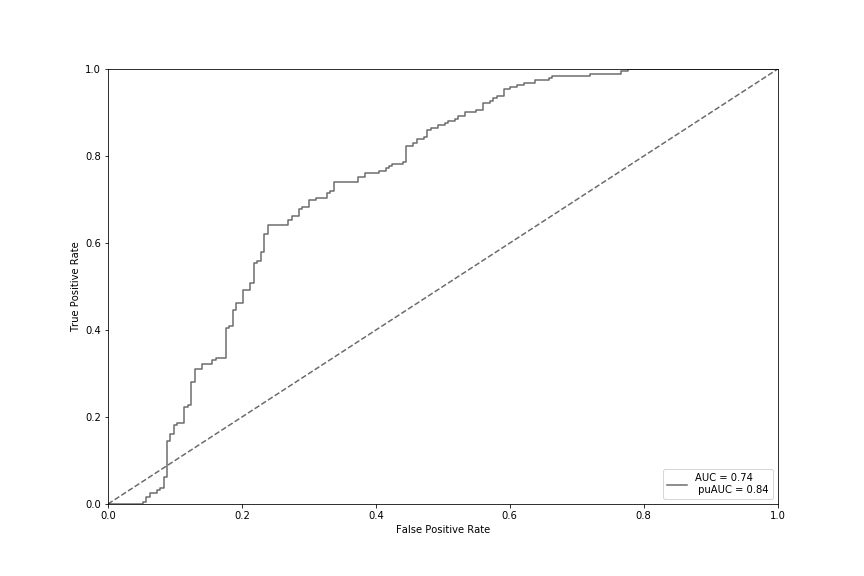 1.0
0.8
0.6
0.4
0.2
0.0
True Positive Rate
0.0 0.2 0.4 0.6 0.8 1.0
False Positive Rate
AUC = 0.74
puAUC = 0.84